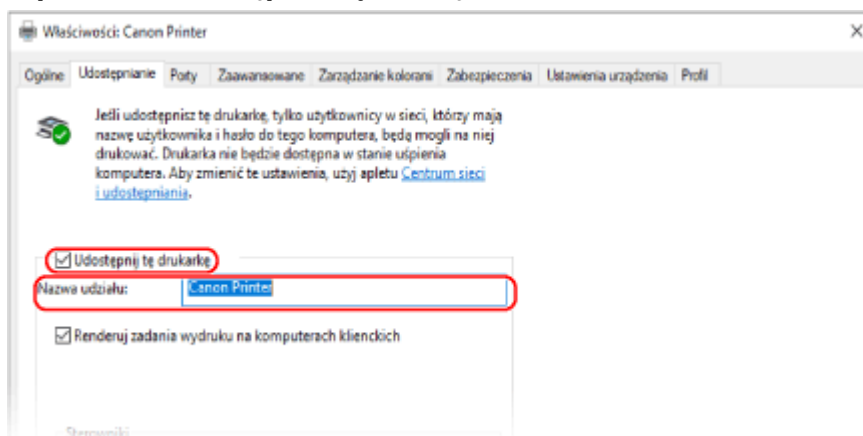 Właściwości: Canon Printer
Ogólne Udostępnianie Porty Zaawansowane Zarządzanie kolorami Zabezpieczenia Ustawienia urządzenia Profil
Jeśli udostępnisz tę drukarkę, tylko użytkownicy w sieci, którzy mają
nazwę użytkownika i hasło do tego komputera, będą mogli na niej
drukować. Drukarka nie będzie dostępna w stanie uśpienia
komputera. Aby zmienić te ustawienia, użyj apletu Centrum sieci
i udostępniania.
Udostępnij tę drukarkę
Nazwa udziału: Canon Printer
Renderuj zadania wydruku na komputerach klienckich
Sterowniki